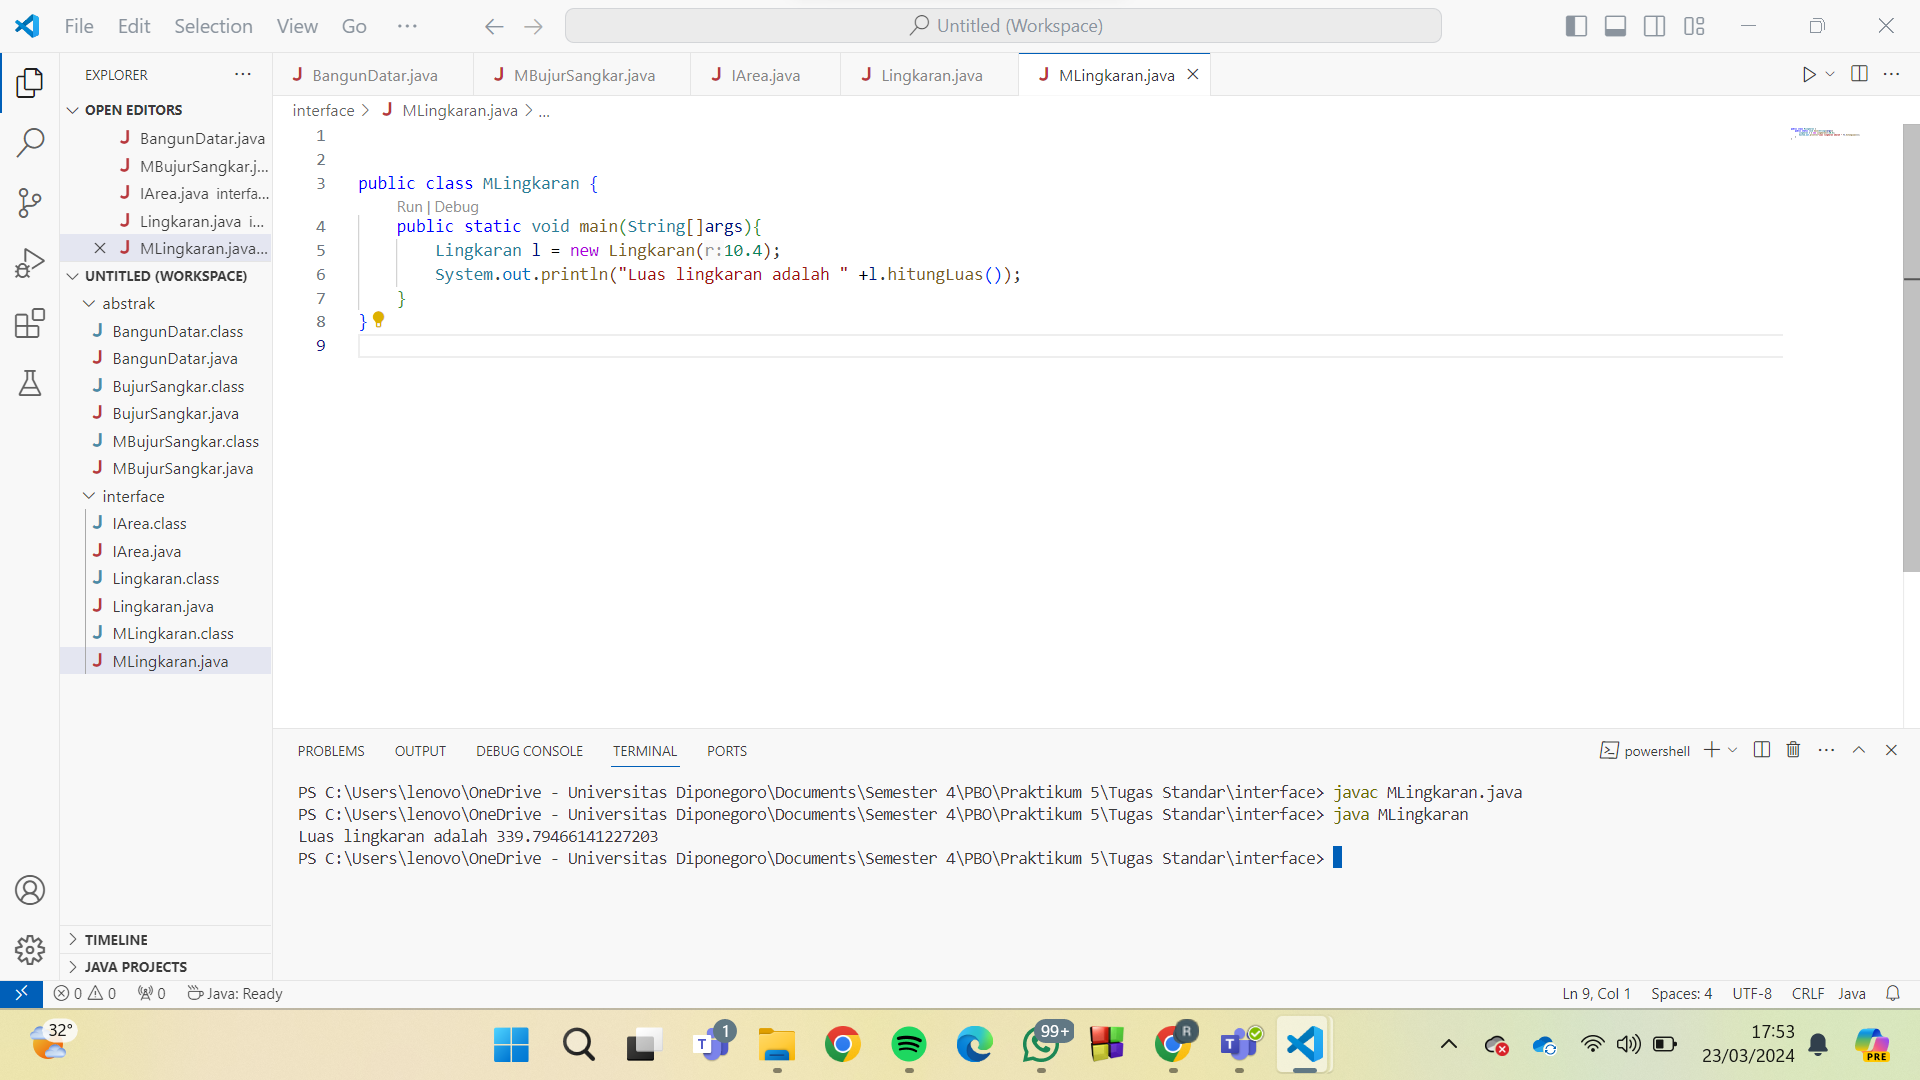 File Edit Selection View Go ··· Untitled (Workspace)
EXPLORER ···
OPEN EDITORS
BangunDatar.java
MBujurSangkar.j...
IArea.java interfa...
Lingkaran.java i...
MLingkaran.java...
UNTITLED (WORKSPACE)
abstrak
BangunDatar.class
BangunDatar.java
BujurSangkar.class
BujurSangkar.java
MBujurSangkar.class
MBujurSangkar.java
interface
IArea.class
IArea.java
Lingkaran.class
Lingkaran.java
MLingkaran.class
MLingkaran.java
TIMELINE
JAVA PROJECTS
BangunDatar.java MBujurSangkar.java IArea.java Lingkaran.java MLingkaran.java
interface > MLingkaran.java > ...
1
2
3 public class MLingkaran {
Run | Debug
4 public static void main(String[]args){
5 Lingkaran l = new Lingkaran(r:10.4);
6 System.out.println("Luas lingkaran adalah " +l.hitungLuas());
7 }
8 }
9
PROBLEMS OUTPUT DEBUG CONSOLE TERMINAL PORTS powershell
PS C:\Users\lenovo\OneDrive - Universitas Diponegoro\Documents\Semester 4\PBO\Praktikum 5\Tugas Standar\interface> javac MLingkaran.java
PS C:\Users\lenovo\OneDrive - Universitas Diponegoro\Documents\Semester 4\PBO\Praktikum 5\Tugas Standar\interface> java MLingkaran
Luas lingkaran adalah 339.79466141227203
PS C:\Users\lenovo\OneDrive - Universitas Diponegoro\Documents\Semester 4\PBO\Praktikum 5\Tugas Standar\interface>
0 0 0 Java: Ready Ln 9, Col 1 Spaces: 4 UTF-8 CRLF Java
32° 1 99+ R 17:53
23/03/2024 PRE